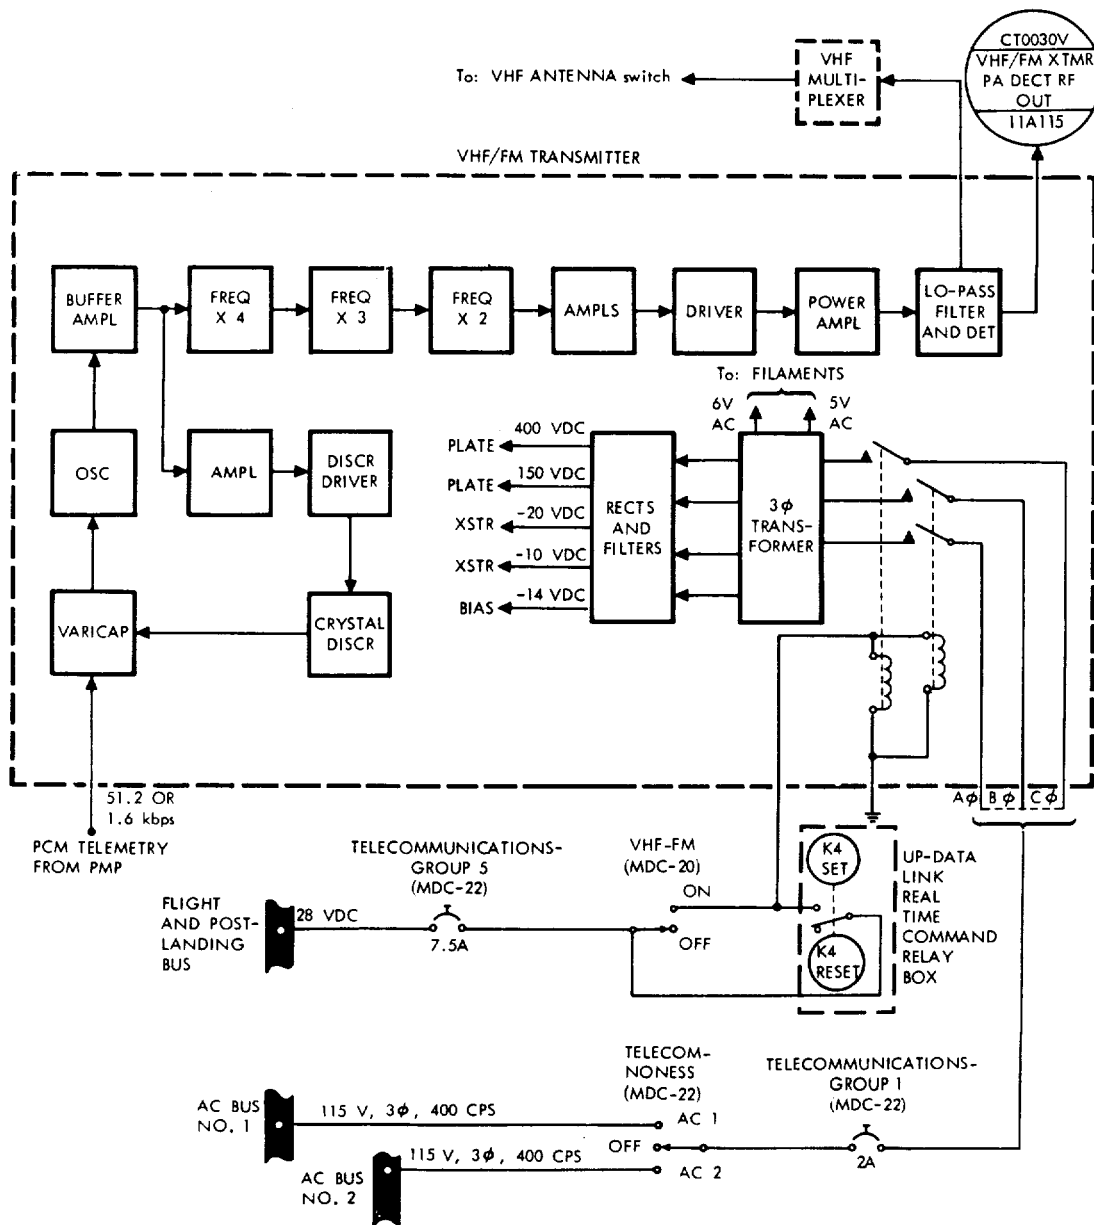 CT0030V
VHF/FM XTMR
PA DECT RF
OUT
11A115
To: VHF ANTENNA switch
VHF
MULTI-
PLEXER
VHF/FM TRANSMITTER
BUFFER
AMPL
FREQ
X 4
FREQ
X 3
FREQ
X 2
AMPLS
DRIVER
POWER
AMPL
LO-PASS
FILTER
AND DET
To: FILAMENTS
6V
AC
5V
AC
OSC
AMPL
DISCR
DRIVER
PLATE
400 VDC
PLATE
150 VDC
XSTR
-20 VDC
XSTR
-10 VDC
BIAS
-14 VDC
RECTS
AND
FILTERS
3φ
TRANS-
FORMER
VARICAP
CRYSTAL
DISCR
51.2 OR
1.6 kbps
PCM TELEMETRY
FROM PMP
Aφ Bφ Cφ
TELECOMMUNICATIONS-
GROUP 5
(MDC-22)
7.5A
VHF-FM
(MDC-20)
ON
OFF
K4
SET
K4
RESET
UP-DATA
LINK
REAL
TIME
COMMAND
RELAY
BOX
FLIGHT
AND POST-
LANDING
BUS
28 VDC
TELECOM-
NONESS
(MDC-22)
AC 1
OFF
AC 2
TELECOMMUNICATIONS-
GROUP 1
(MDC-22)
2A
AC BUS
NO. 1
115 V, 3φ, 400 CPS
AC BUS
NO. 2
115 V, 3φ, 400 CPS